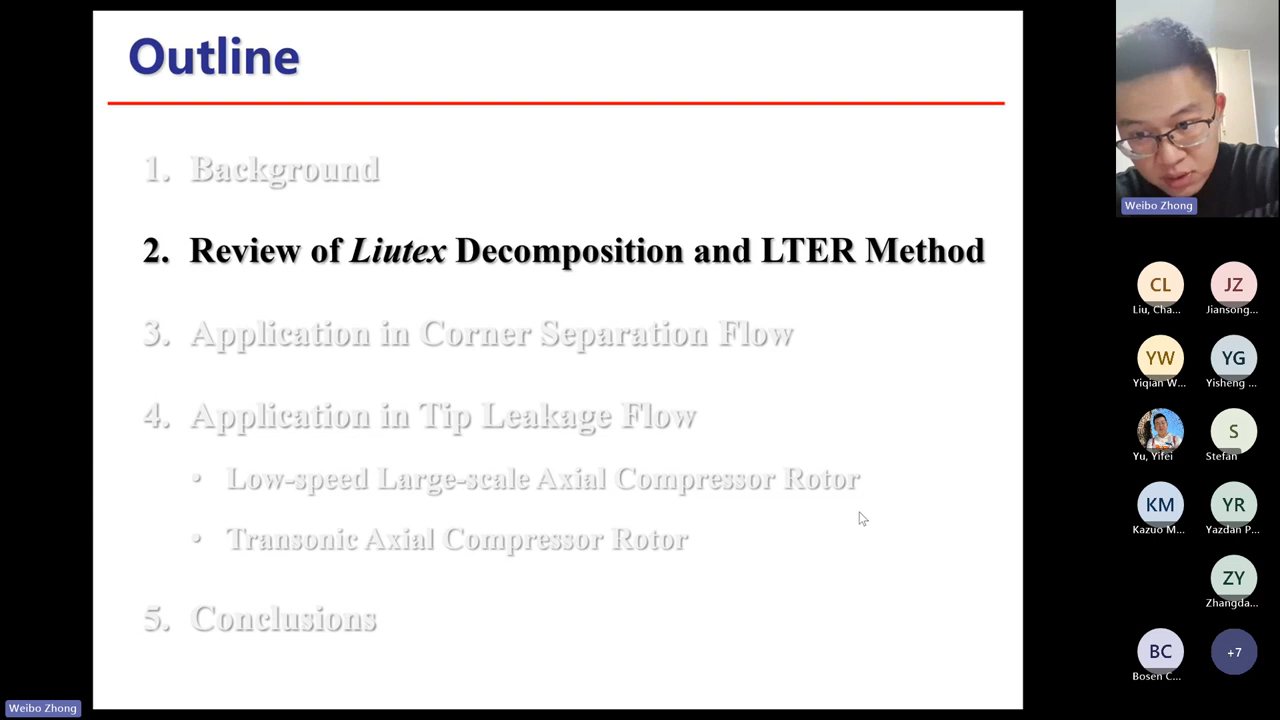 Outline
1. Background
2. Review of Liutex Decomposition and LTER Method
3. Application in Corner Separation Flow
4. Application in Tip Leakage Flow
• Low-speed Large-scale Axial Compressor Rotor
• Transonic Axial Compressor Rotor
5. Conclusions
Weibo Zhong
Weibo Zhong
CL
Liu, Cha...
JZ
Jiansong...
YW
Yiqian W...
YG
Yisheng ...
Yu, Yifei
S
Stefan
KM
Kazuo M...
YR
Yazdan P...
ZY
Zhangda...
BC
Bosen C...
+7